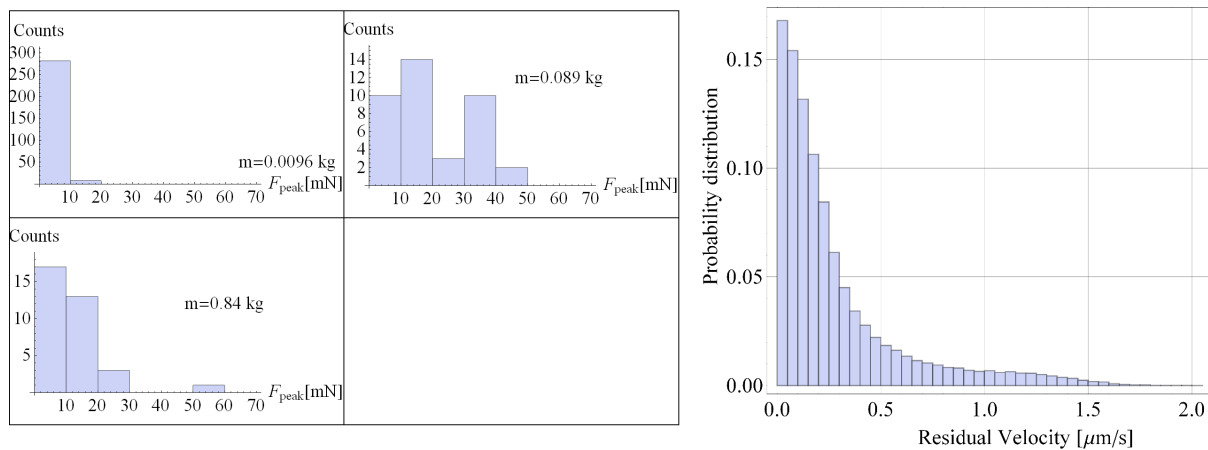 Counts
300
250
200
150
100
50
m=0.0096 kg
10 20 30 40 50 60 70
F_peak[mN]
Counts
14
12
10
8
6
4
2
m=0.089 kg
10 20 30 40 50 60 70
F_peak[mN]
Counts
15
10
5
m=0.84 kg
10 20 30 40 50 60 70
F_peak[mN]
Probability distribution
0.15
0.10
0.05
0.00
0.0 0.5 1.0 1.5 2.0
Residual Velocity [μm/s]